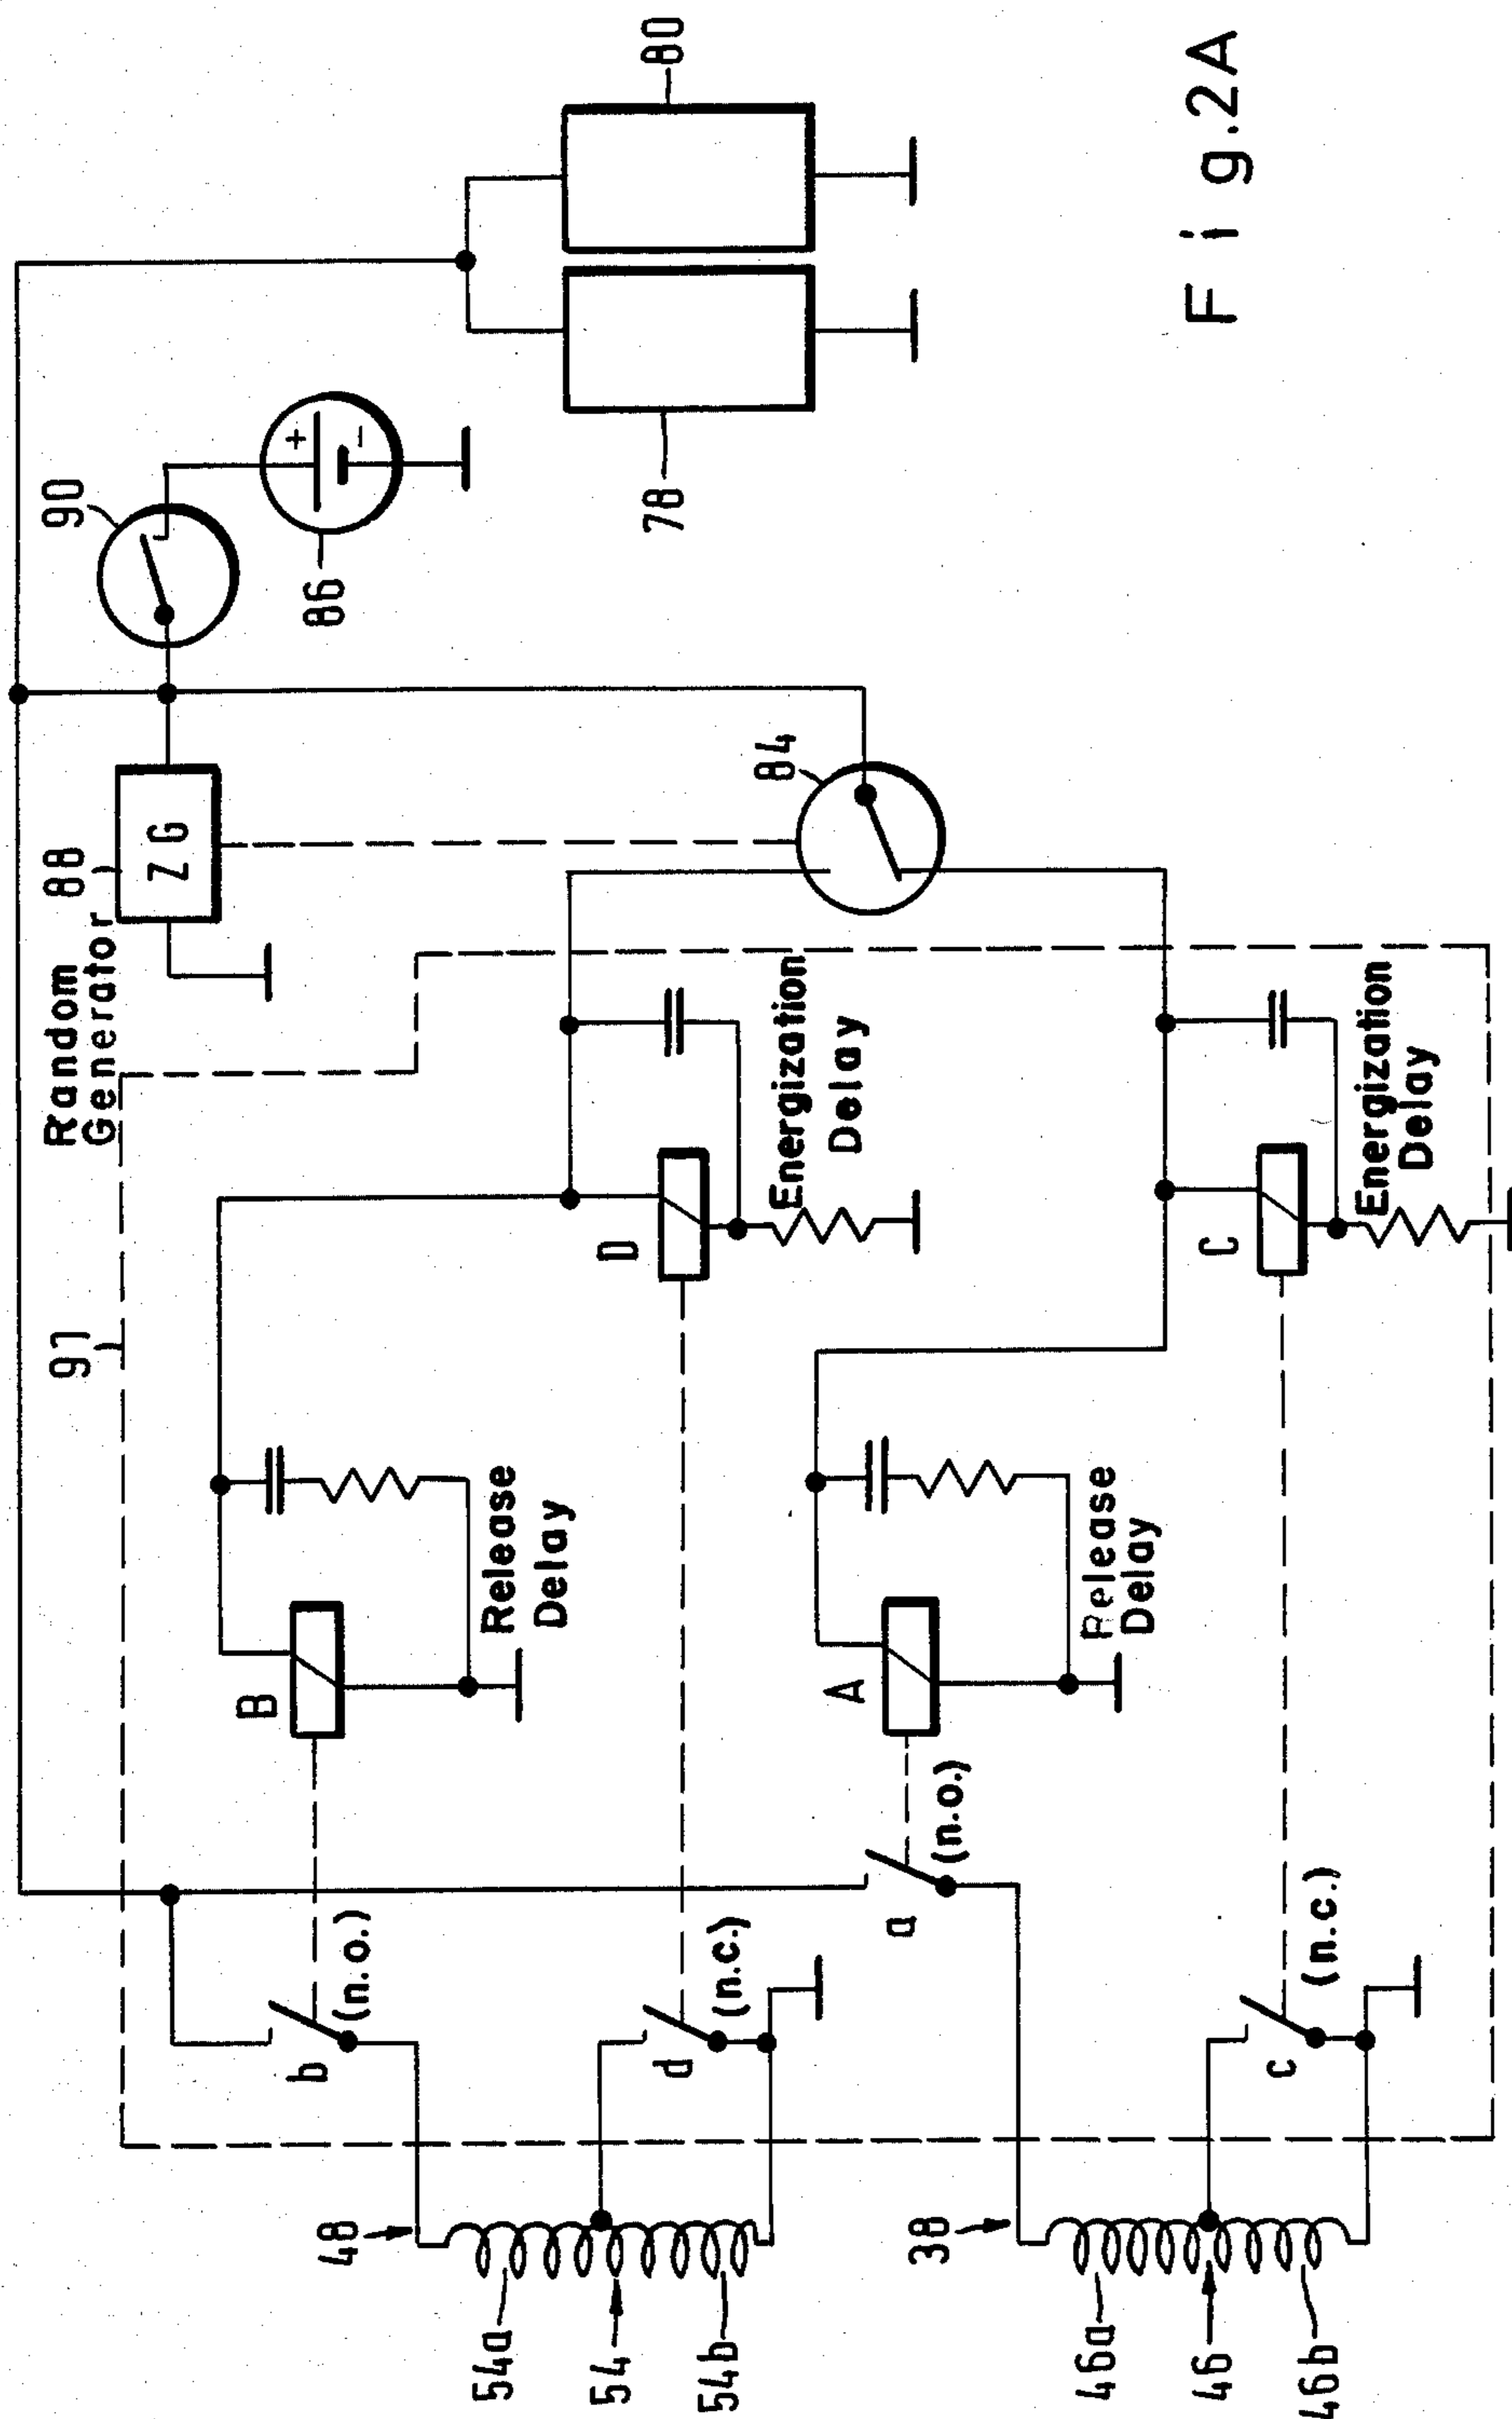 91
Random
Generator
88
Z G
90
86
+
−
78
80
84
B
Release
Delay
D
Energization
Delay
A
Release
Delay
C
Energization
Delay
b
(n.o.)
d
(n.c.)
a
(n.o.)
c
(n.c.)
48
54a
54
54b
38
46a
46
46b
Fig.2A